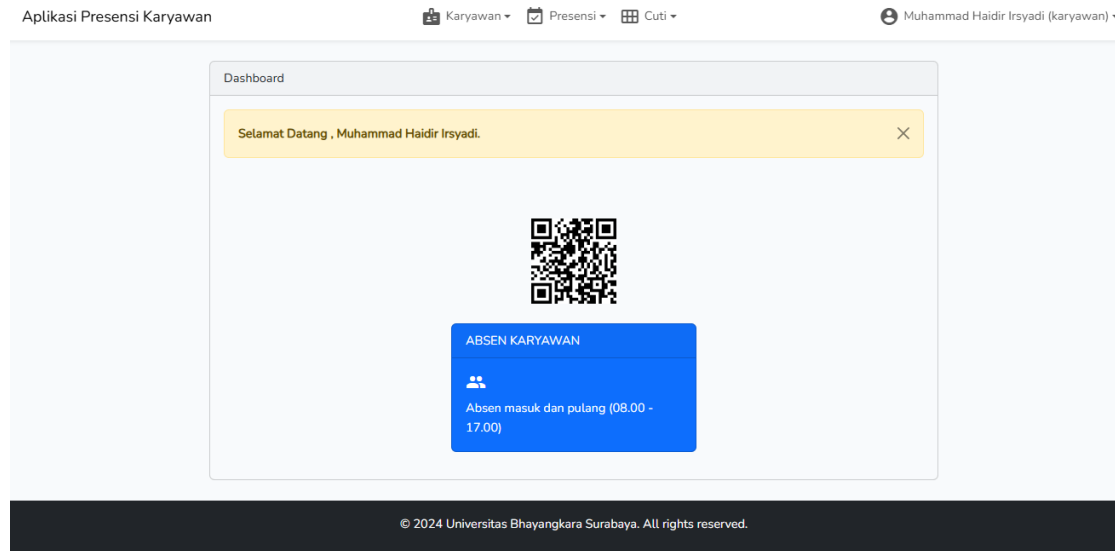 Aplikasi Presensi Karyawan
Karyawan
Presensi
Cuti
Muhammad Haidir Irsyadi (karyawan)
Dashboard
Selamat Datang , Muhammad Haidir Irsyadi.
ABSEN KARYAWAN
Absen masuk dan pulang (08.00 -
17.00)
© 2024 Universitas Bhayangkara Surabaya. All rights reserved.